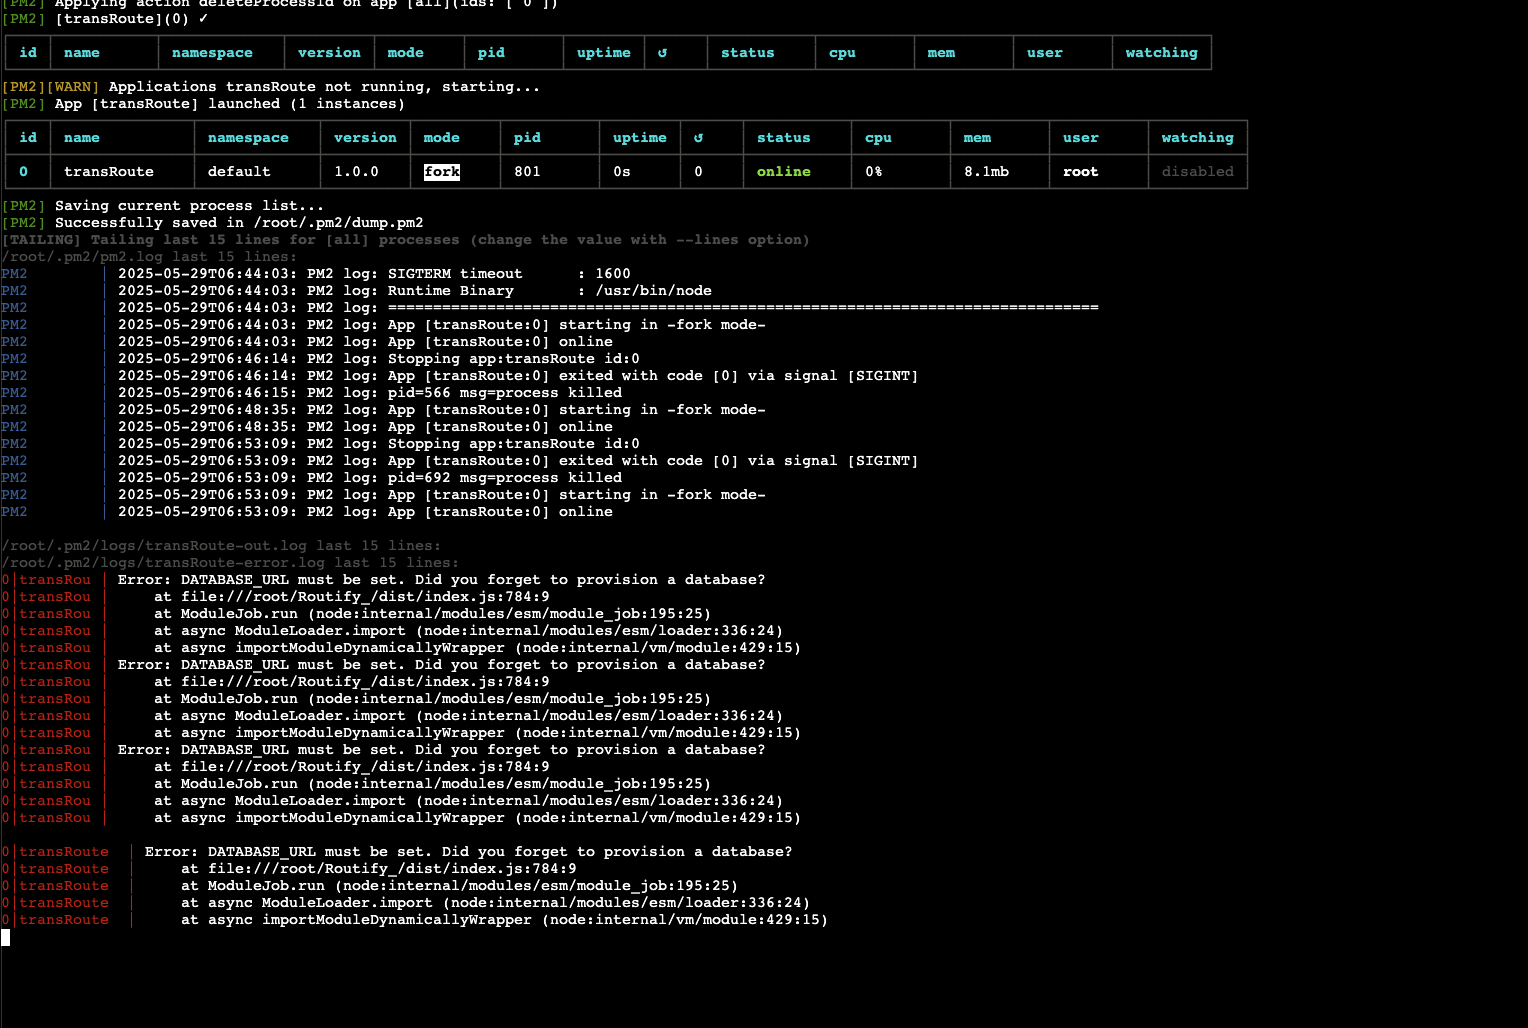 [PM2] Applying action deleteProcessId on app [all](ids: [ 0 ])
[PM2] [transRoute](0) ✓
id name namespace version mode pid uptime ↺ status cpu mem user watching
[PM2][WARN] Applications transRoute not running, starting...
[PM2] App [transRoute] launched (1 instances)
id name namespace version mode pid uptime ↺ status cpu mem user watching
0 transRoute default 1.0.0 fork 801 0s 0 online 0% 8.1mb root disabled
[PM2] Saving current process list...
[PM2] Successfully saved in /root/.pm2/dump.pm2
[TAILING] Tailing last 15 lines for [all] processes (change the value with --lines option)
/root/.pm2/pm2.log last 15 lines:
PM2 | 2025-05-29T06:44:03: PM2 log: SIGTERM timeout : 1600
PM2 | 2025-05-29T06:44:03: PM2 log: Runtime Binary : /usr/bin/node
PM2 | 2025-05-29T06:44:03: PM2 log: ===============================================================================
PM2 | 2025-05-29T06:44:03: PM2 log: App [transRoute:0] starting in -fork mode-
PM2 | 2025-05-29T06:44:03: PM2 log: App [transRoute:0] online
PM2 | 2025-05-29T06:46:14: PM2 log: Stopping app:transRoute id:0
PM2 | 2025-05-29T06:46:14: PM2 log: App [transRoute:0] exited with code [0] via signal [SIGINT]
PM2 | 2025-05-29T06:46:15: PM2 log: pid=566 msg=process killed
PM2 | 2025-05-29T06:48:35: PM2 log: App [transRoute:0] starting in -fork mode-
PM2 | 2025-05-29T06:48:35: PM2 log: App [transRoute:0] online
PM2 | 2025-05-29T06:53:09: PM2 log: Stopping app:transRoute id:0
PM2 | 2025-05-29T06:53:09: PM2 log: App [transRoute:0] exited with code [0] via signal [SIGINT]
PM2 | 2025-05-29T06:53:09: PM2 log: pid=692 msg=process killed
PM2 | 2025-05-29T06:53:09: PM2 log: App [transRoute:0] starting in -fork mode-
PM2 | 2025-05-29T06:53:09: PM2 log: App [transRoute:0] online
/root/.pm2/logs/transRoute-out.log last 15 lines:
/root/.pm2/logs/transRoute-error.log last 15 lines:
0|transRou | Error: DATABASE_URL must be set. Did you forget to provision a database?
0|transRou |     at file:///root/Routify_/dist/index.js:784:9
0|transRou |     at ModuleJob.run (node:internal/modules/esm/module_job:195:25)
0|transRou |     at async ModuleLoader.import (node:internal/modules/esm/loader:336:24)
0|transRou |     at async importModuleDynamicallyWrapper (node:internal/vm/module:429:15)
0|transRou | Error: DATABASE_URL must be set. Did you forget to provision a database?
0|transRou |     at file:///root/Routify_/dist/index.js:784:9
0|transRou |     at ModuleJob.run (node:internal/modules/esm/module_job:195:25)
0|transRou |     at async ModuleLoader.import (node:internal/modules/esm/loader:336:24)
0|transRou |     at async importModuleDynamicallyWrapper (node:internal/vm/module:429:15)
0|transRou | Error: DATABASE_URL must be set. Did you forget to provision a database?
0|transRou |     at file:///root/Routify_/dist/index.js:784:9
0|transRou |     at ModuleJob.run (node:internal/modules/esm/module_job:195:25)
0|transRou |     at async ModuleLoader.import (node:internal/modules/esm/loader:336:24)
0|transRou |     at async importModuleDynamicallyWrapper (node:internal/vm/module:429:15)
0|transRoute | Error: DATABASE_URL must be set. Did you forget to provision a database?
0|transRoute |     at file:///root/Routify_/dist/index.js:784:9
0|transRoute |     at ModuleJob.run (node:internal/modules/esm/module_job:195:25)
0|transRoute |     at async ModuleLoader.import (node:internal/modules/esm/loader:336:24)
0|transRoute |     at async importModuleDynamicallyWrapper (node:internal/vm/module:429:15)